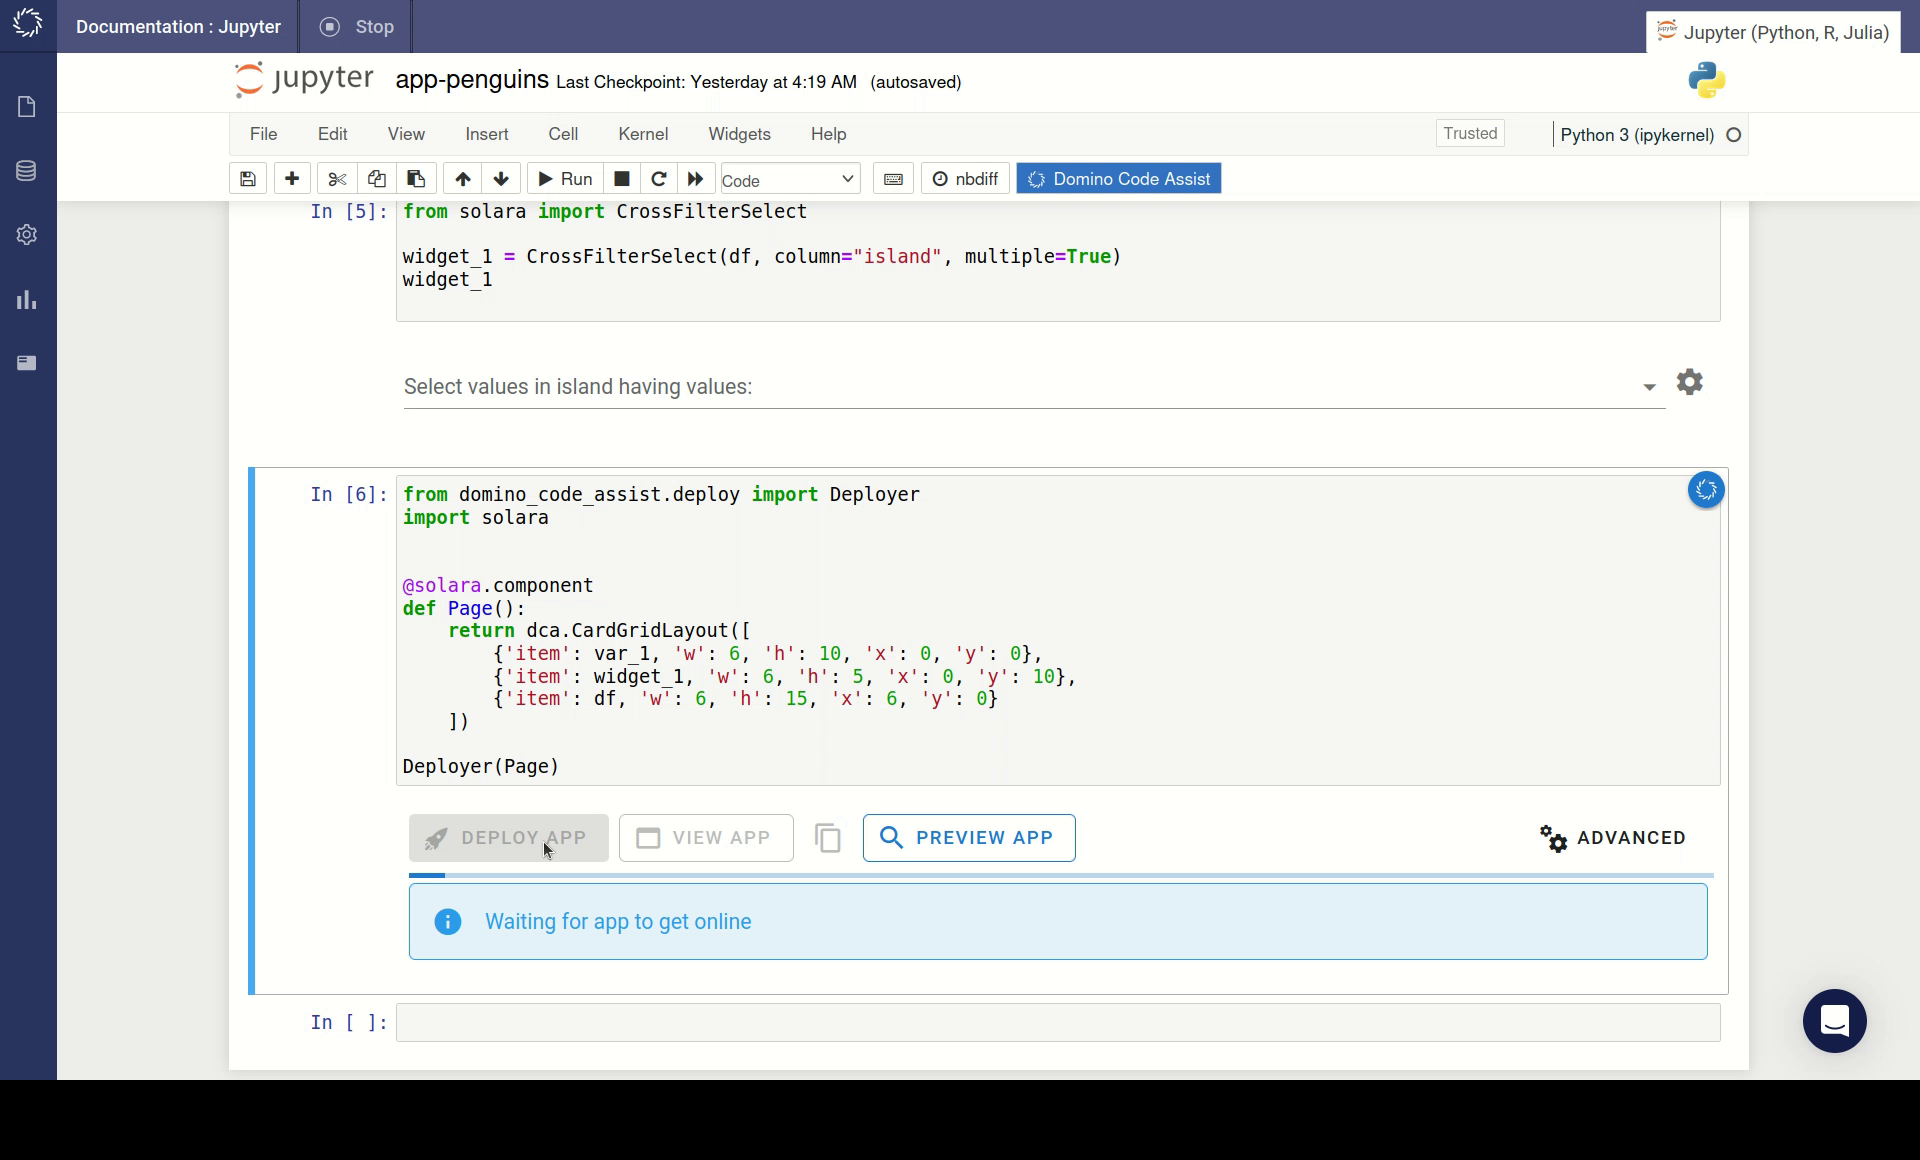 Documentation : Jupyter
Stop
Jupyter (Python, R, Julia)
jupyter
app-penguins Last Checkpoint: Yesterday at 4:19 AM (autosaved)
File Edit View Insert Cell Kernel Widgets Help
Trusted
Python 3 (ipykernel)
Run
Code
nbdiff
Domino Code Assist
In [5]:
from solara import CrossFilterSelect
widget_1 = CrossFilterSelect(df, column="island", multiple=True)
widget_1
Select values in island having values:
In [6]:
from domino_code_assist.deploy import Deployer
import solara
@solara.component
def Page():
    return dca.CardGridLayout([
        {'item': var_1, 'w': 6, 'h': 10, 'x': 0, 'y': 0},
        {'item': widget_1, 'w': 6, 'h': 5, 'x': 0, 'y': 10},
        {'item': df, 'w': 6, 'h': 15, 'x': 6, 'y': 0}
    ])
Deployer(Page)
DEPLOY APP
VIEW APP
PREVIEW APP
ADVANCED
Waiting for app to get online
In [ ]: